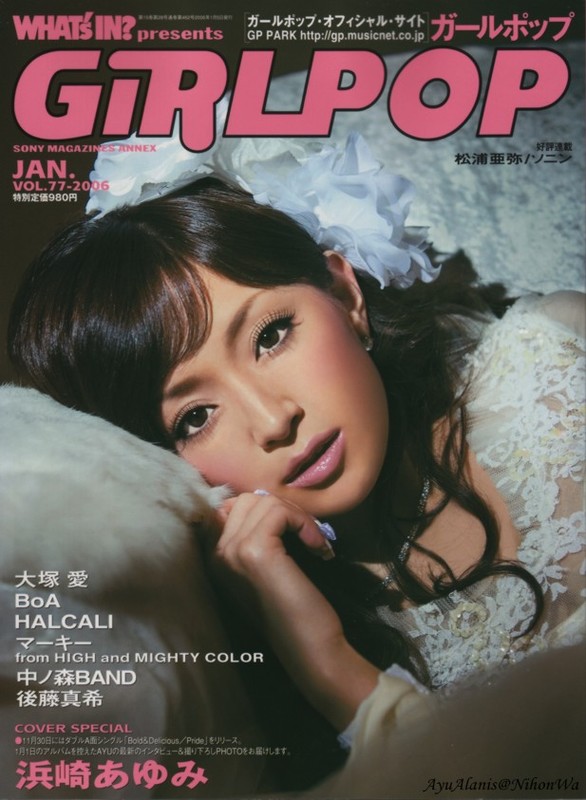 WHAT's IN? presents
ガールポップ・オフィシャル・サイト
GP PARK http://gp.musicnet.co.jp
ガールポップ
GiRLPOP
SONY MAGAZINES ANNEX
JAN.
VOL.77-2006
特別定価980円
好評連載
松浦亜弥/ソニン
大塚 愛
BoA
HALCALI
マーキー
from HIGH and MIGHTY COLOR
中ノ森BAND
後藤真希
COVER SPECIAL
●11月30日にはダブルA面シングル「Bold&Delicious/Pride」をリリース。
1月1日のアルバムを控えたAYUの最新のインタビュー&撮り下ろしPHOTOをお届けします。
浜崎あゆみ
AyuAlanis@NihonWa